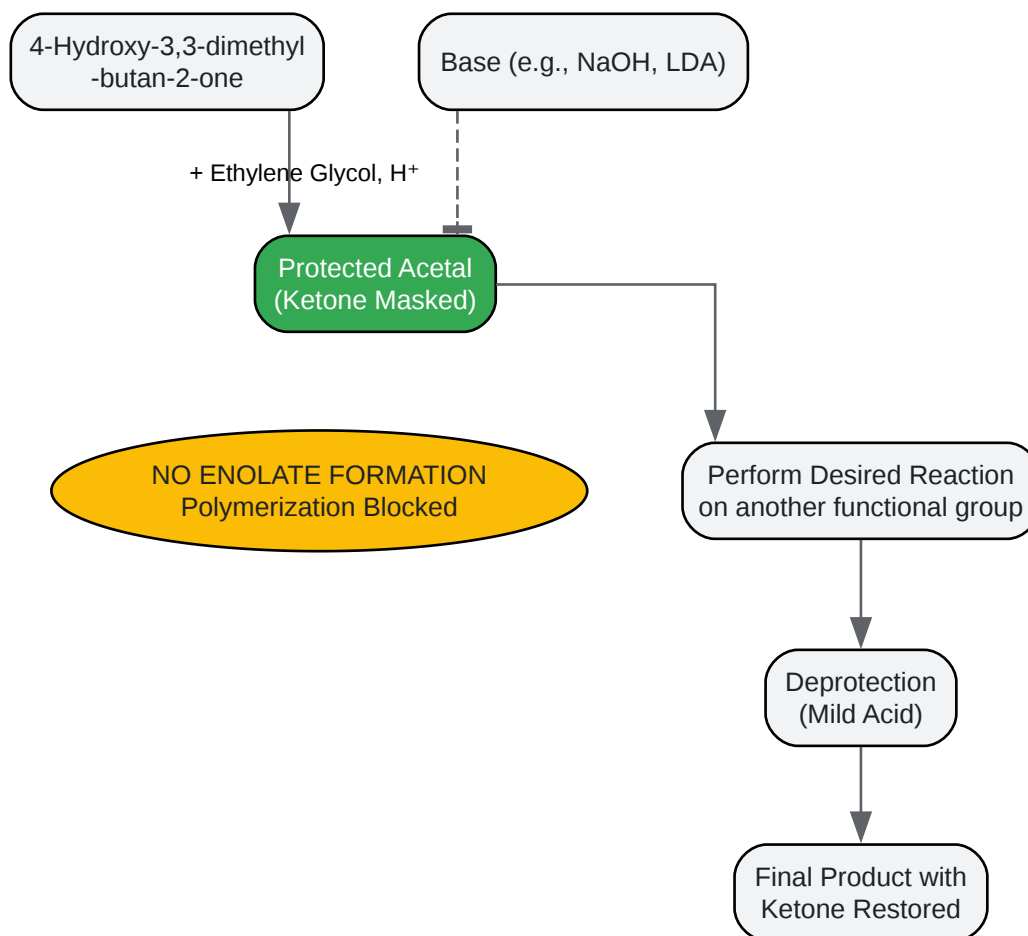 4-Hydroxy-3,3-dimethyl
-butan-2-one
Base (e.g., NaOH, LDA)
+ Ethylene Glycol, H⁺
Protected Acetal
(Ketone Masked)
NO ENOLATE FORMATION
Polymerization Blocked
Perform Desired Reaction
on another functional group
Deprotection
(Mild Acid)
Final Product with
Ketone Restored